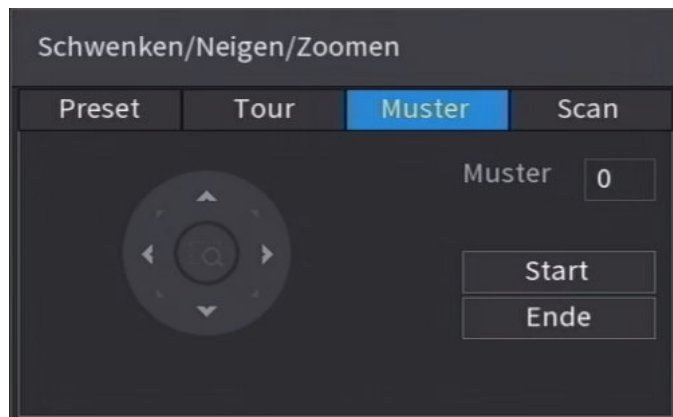 Schwenken/Neigen/Zoomen
Preset Tour Muster Scan
Muster 0
Start
Ende